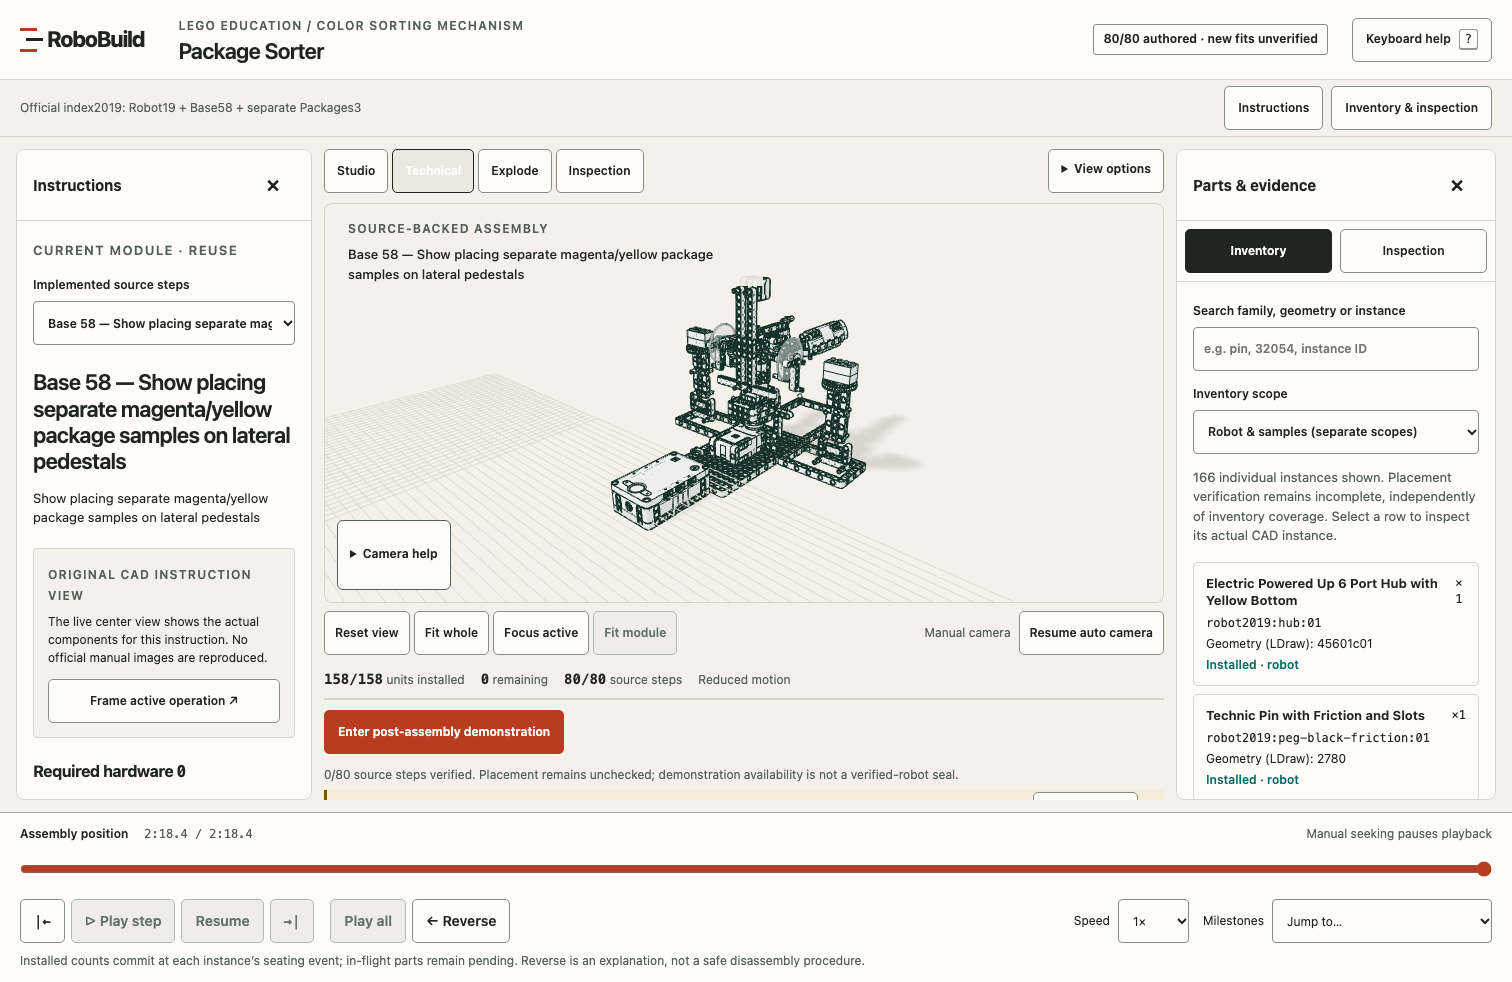 RoboBuild
LEGO EDUCATION / COLOR SORTING MECHANISM
Package Sorter
80/80 authored · new fits unverified
Keyboard help ?
Official index2019: Robot19 + Base58 + separate Packages3
Instructions
Inventory & inspection
Instructions ×
CURRENT MODULE · REUSE
Implemented source steps
Base 58 — Show placing separate mag
Base 58 — Show placing
separate magenta/yellow
package samples on lateral
pedestals
Show placing separate magenta/yellow
package samples on lateral pedestals
ORIGINAL CAD INSTRUCTION
VIEW
The live center view shows the actual
components for this instruction. No
official manual images are reproduced.
Frame active operation ↗
Required hardware 0
Studio
Technical
Explode
Inspection
▶ View options
SOURCE-BACKED ASSEMBLY
Base 58 — Show placing separate magenta/yellow package
samples on lateral pedestals
▶ Camera help
Reset view
Fit whole
Focus active
Fit module
Manual camera
Resume auto camera
158/158 units installed 0 remaining 80/80 source steps Reduced motion
Enter post-assembly demonstration
0/80 source steps verified. Placement remains unchecked; demonstration availability is not a verified-robot seal.
Parts & evidence ×
Inventory
Inspection
Search family, geometry or instance
e.g. pin, 32054, instance ID
Inventory scope
Robot & samples (separate scopes)
166 individual instances shown. Placement
verification remains incomplete, independently
of inventory coverage. Select a row to inspect
its actual CAD instance.
Electric Powered Up 6 Port Hub with ×
Yellow Bottom 1
robot2019:hub:01
Geometry (LDraw): 45601c01
Installed · robot
Technic Pin with Friction and Slots ×1
robot2019:peg-black-friction:01
Geometry (LDraw): 2780
Installed · robot
Assembly position 2:18.4 / 2:18.4
Manual seeking pauses playback
|←
▷ Play step
Resume
→|
Play all
← Reverse
Speed 1×
Milestones Jump to...
Installed counts commit at each instance's seating event; in-flight parts remain pending. Reverse is an explanation, not a safe disassembly procedure.